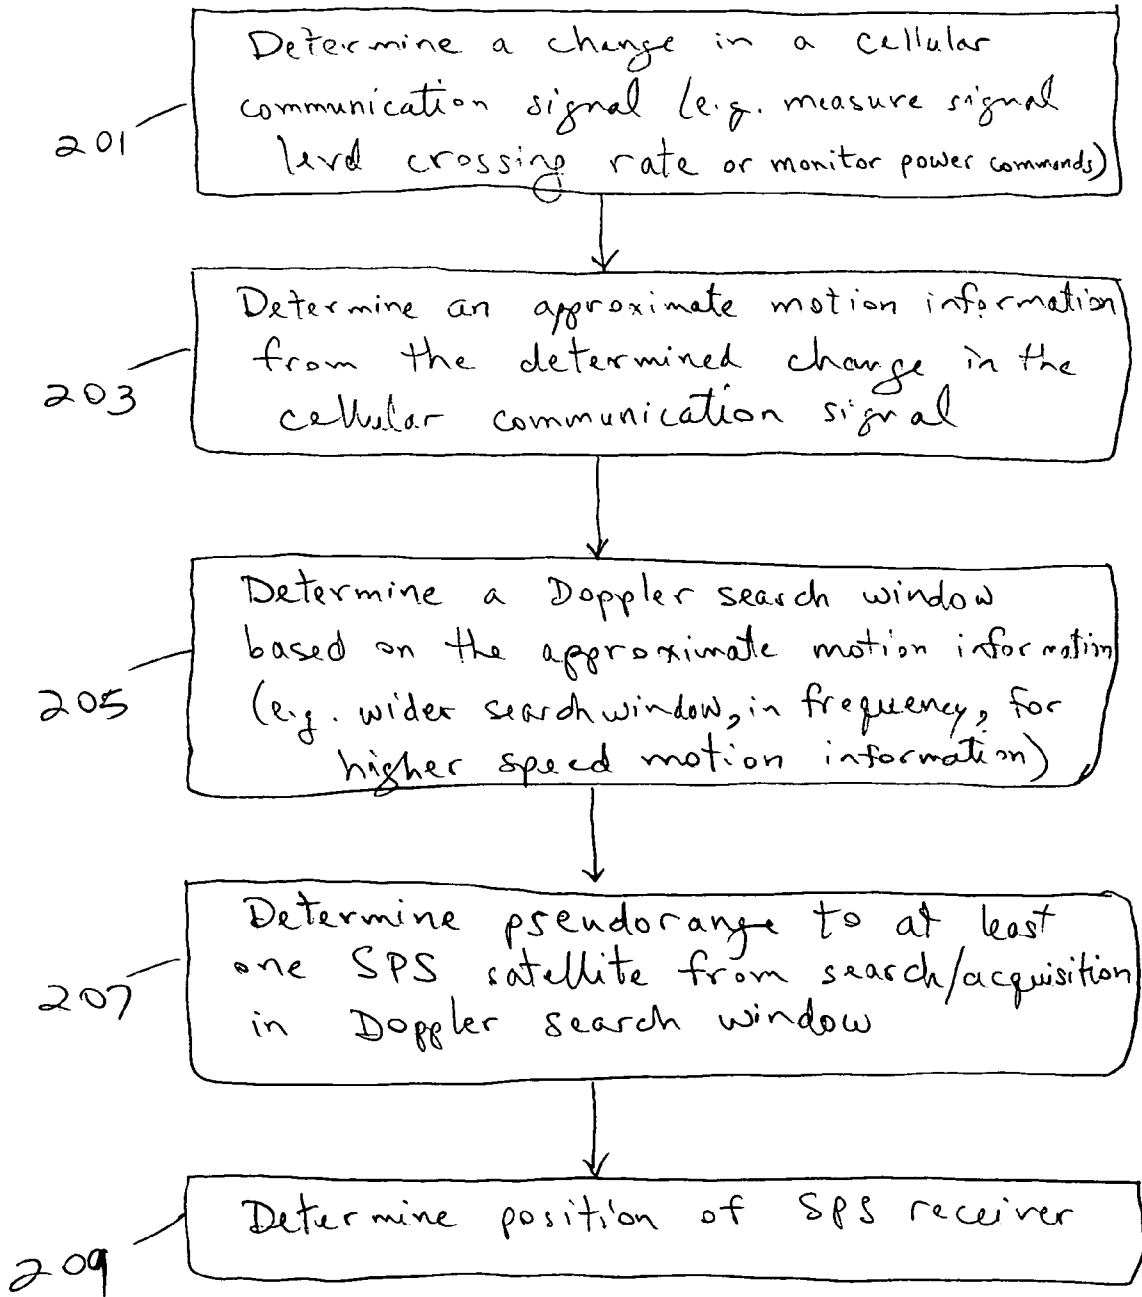 Determine a change in a cellular
communication signal (e.g. measure signal
level crossing rate or monitor power commands)
201
Determine an approximate motion information
from the determined change in the
cellular communication signal
203
Determine a Doppler search window
based on the approximate motion information
(e.g. wider search window, in frequency, for
higher speed motion information)
205
Determine pseudorange to at least
one SPS satellite from search/acquisition
in Doppler search window
207
Determine position of SPS receiver
209